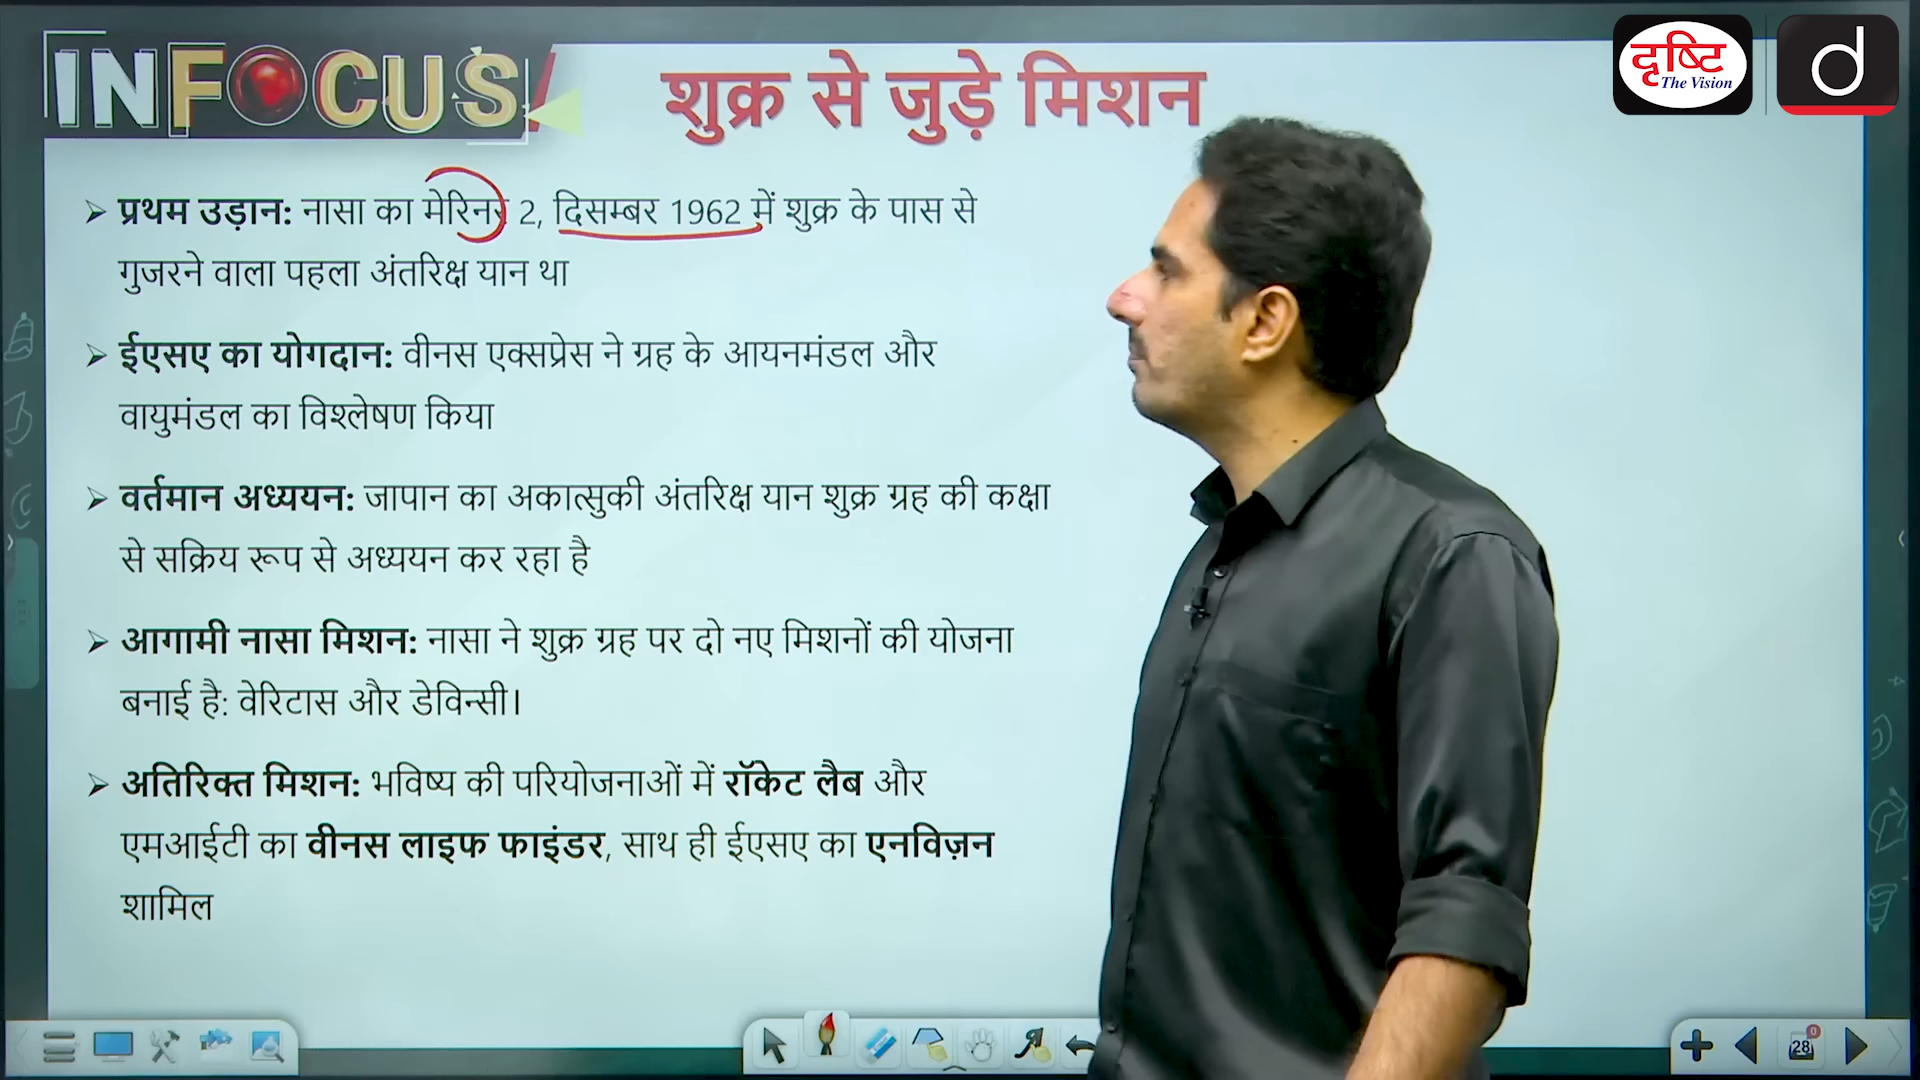 INFOCUS
शुक्र से जुड़े मिशन
दृष्टि
The Vision
d
➢ प्रथम उड़ान: नासा का मेरिनर 2, दिसम्बर 1962 में शुक्र के पास से
गुजरने वाला पहला अंतरिक्ष यान था
➢ ईएसए का योगदान: वीनस एक्सप्रेस ने ग्रह के आयनमंडल और
वायुमंडल का विश्लेषण किया
➢ वर्तमान अध्ययन: जापान का अकात्सुकी अंतरिक्ष यान शुक्र ग्रह की कक्षा
से सक्रिय रूप से अध्ययन कर रहा है
➢ आगामी नासा मिशन: नासा ने शुक्र ग्रह पर दो नए मिशनों की योजना
बनाई है: वेरिटास और डेविन्सी।
➢ अतिरिक्त मिशन: भविष्य की परियोजनाओं में रॉकेट लैब और
एमआईटी का वीनस लाइफ फाइंडर, साथ ही ईएसए का एनविज़न
शामिल
28
0